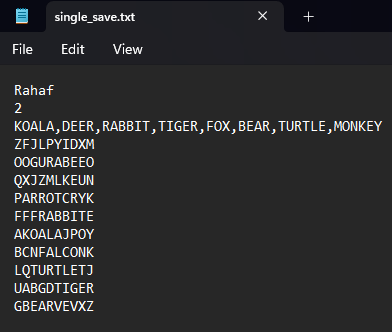 single_save.txt
File Edit View
Rahaf
2
KOALA,DEER,RABBIT,TIGER,FOX,BEAR,TURTLE,MONKEY
ZFJLPYIDXM
OOGURABEEO
QXJZMLKEUN
PARROTCRYK
FFFRABBITE
AKOALAJPOY
BCNFALCONK
LQTURTLETJ
UABGDTIGER
GBEARVEVXZ